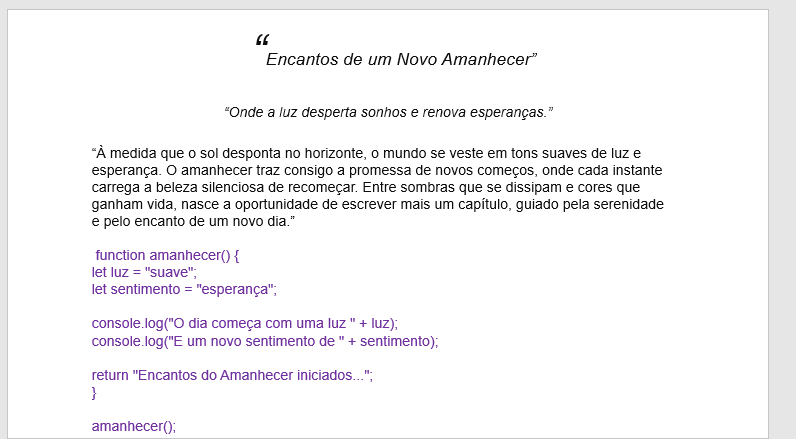 “Encantos de um Novo Amanhecer”
“Onde a luz desperta sonhos e renova esperanças.”
“À medida que o sol desponta no horizonte, o mundo se veste em tons suaves de luz e
esperança. O amanhecer traz consigo a promessa de novos começos, onde cada instante
carrega a beleza silenciosa de recomeçar. Entre sombras que se dissipam e cores que
ganham vida, nasce a oportunidade de escrever mais um capítulo, guiado pela serenidade
e pelo encanto de um novo dia.”
function amanhecer() {
let luz = "suave";
let sentimento = "esperança";
console.log("O dia começa com uma luz " + luz);
console.log("E um novo sentimento de " + sentimento);
return "Encantos do Amanhecer iniciados...";
}
amanhecer();